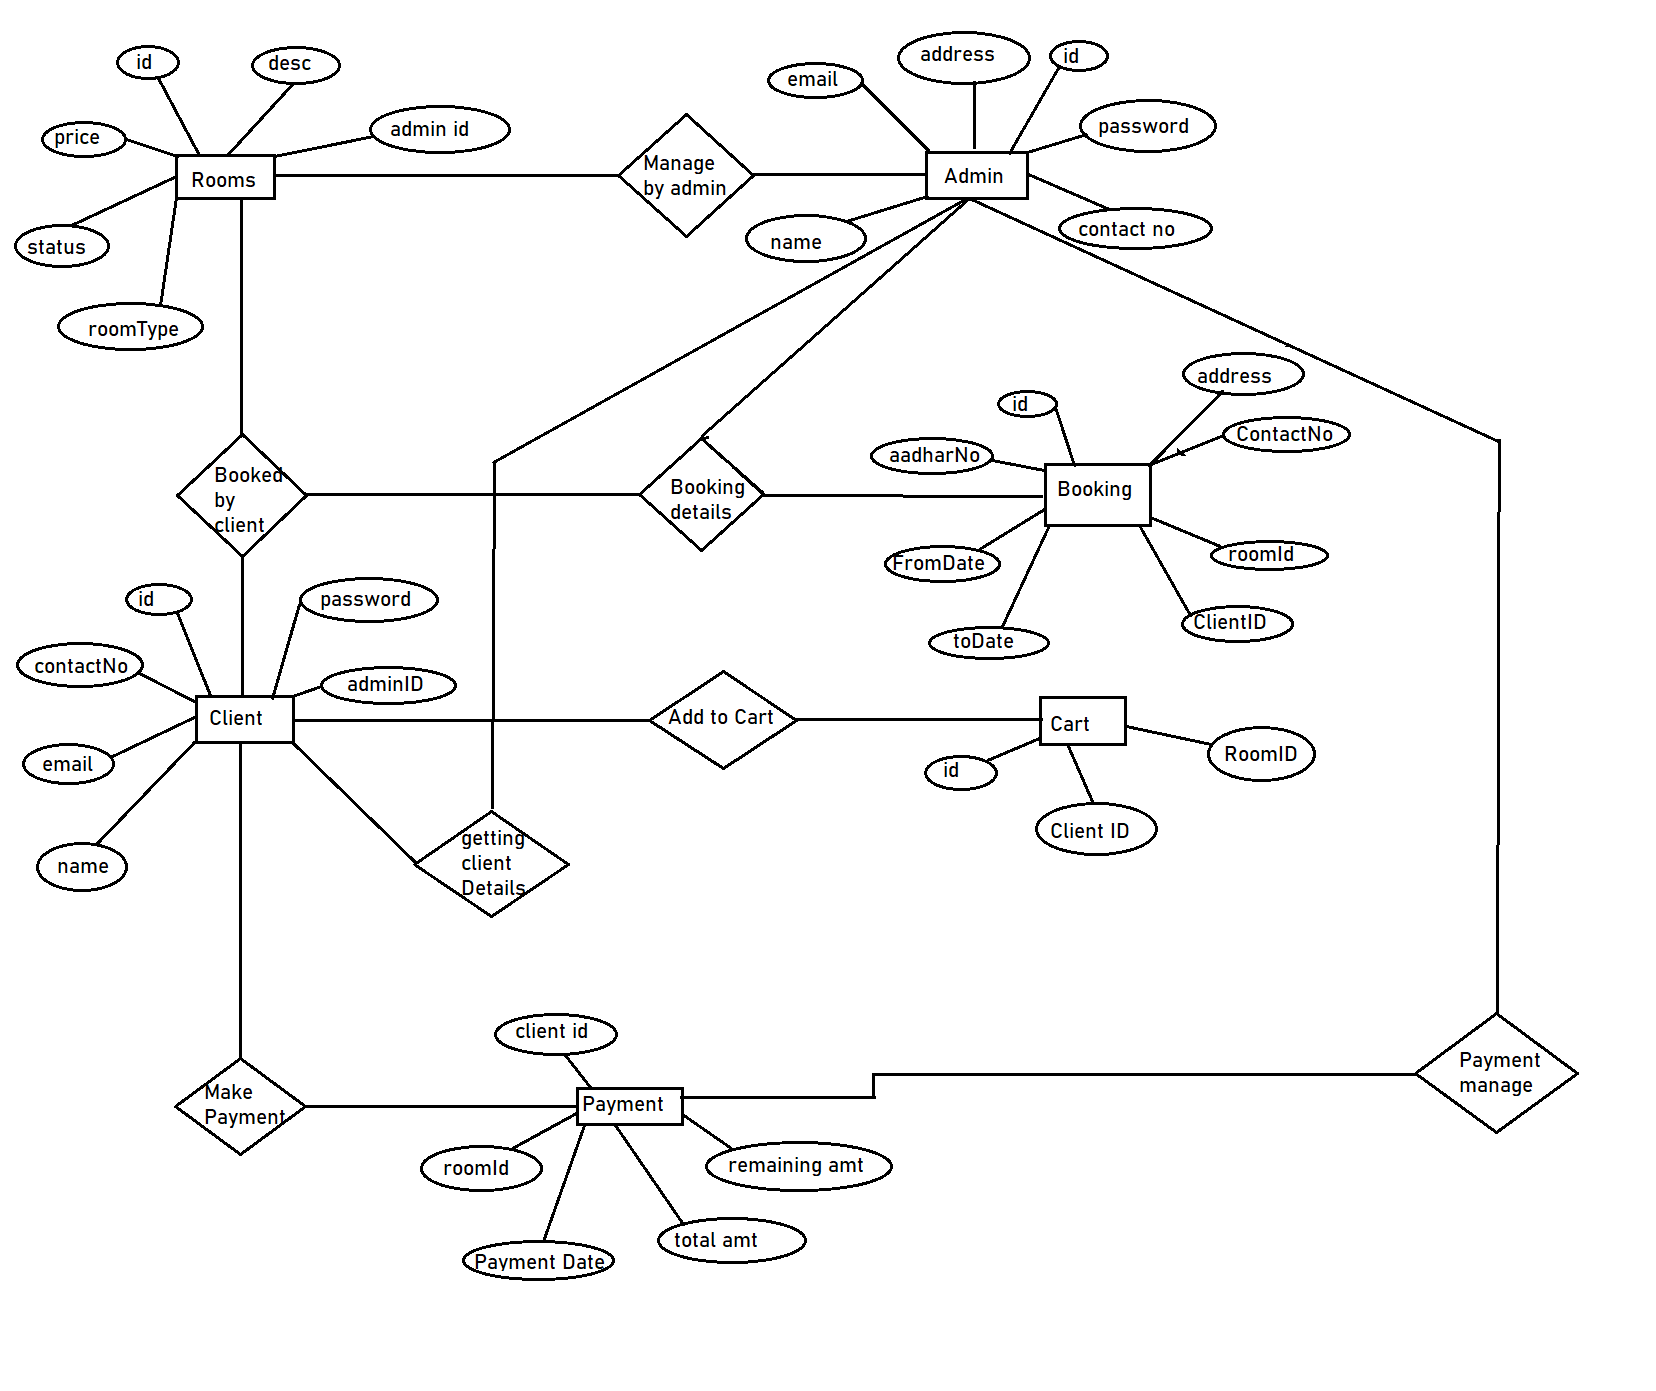 id
desc
price
admin id
Rooms
status
roomType
Manage
by admin
email
address
id
password
Admin
name
contact no
Booked
by
client
Booking
details
address
id
ContactNo
aadharNo
Booking
FromDate
roomId
toDate
ClientID
id
password
contactNo
adminID
Client
email
name
Add to Cart
Cart
id
RoomID
Client ID
getting
client
Details
client id
Make
Payment
Payment
roomId
remaining amt
Payment Date
total amt
Payment
manage